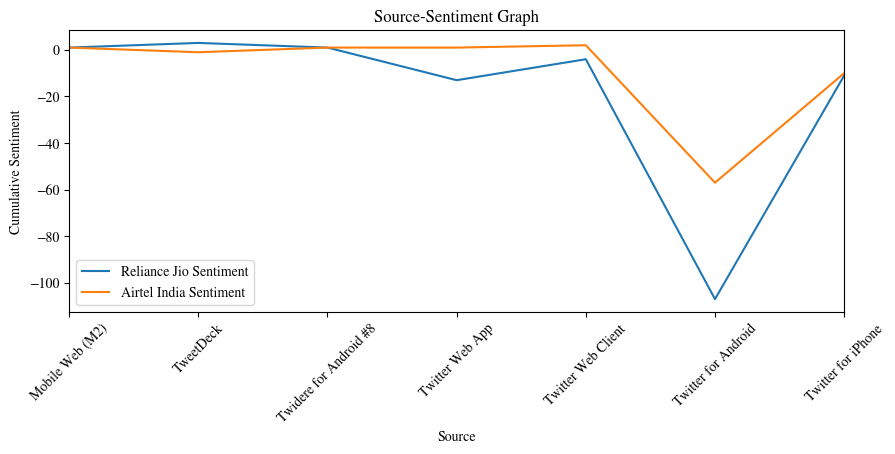 Source-Sentiment Graph
Cumulative Sentiment
0
−20
−40
−60
−80
−100
Reliance Jio Sentiment
Airtel India Sentiment
Mobile Web (M2)
TweetDeck
Twidere for Android #8
Twitter Web App
Twitter Web Client
Twitter for Android
Twitter for iPhone
Source